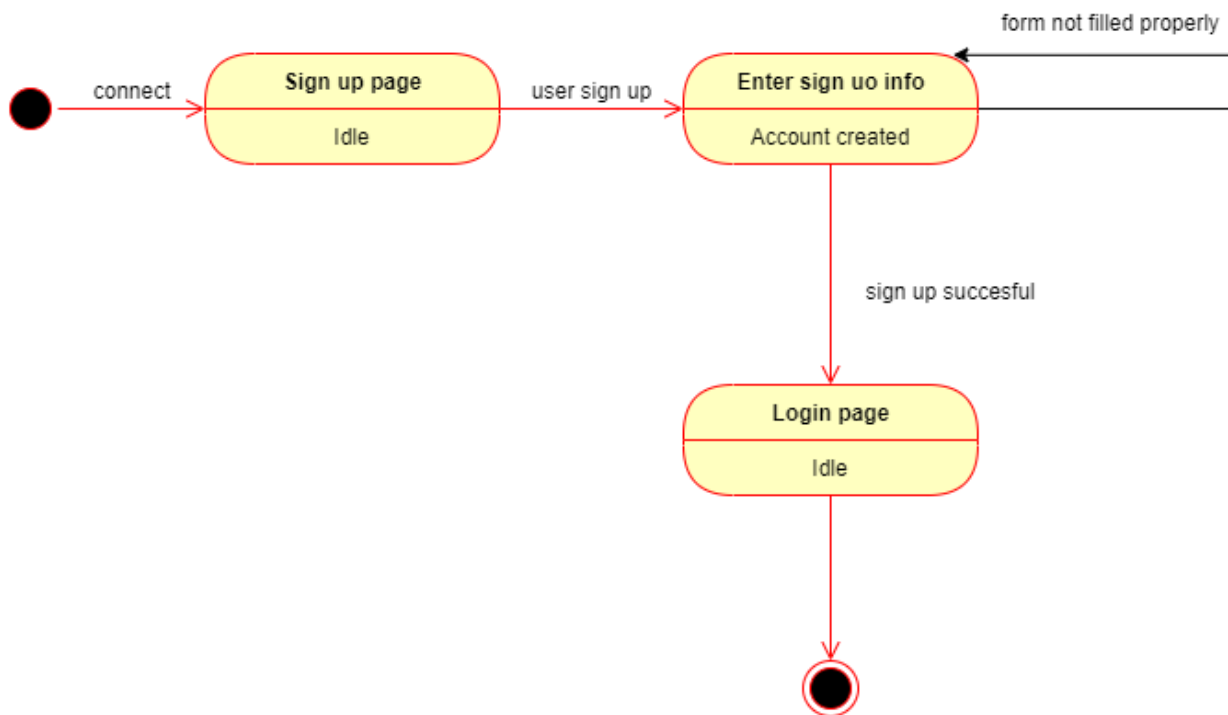 form not filled properly
connect
Sign up page
user sign up
Enter sign uo info
Idle
Account created
sign up succesful
Login page
Idle